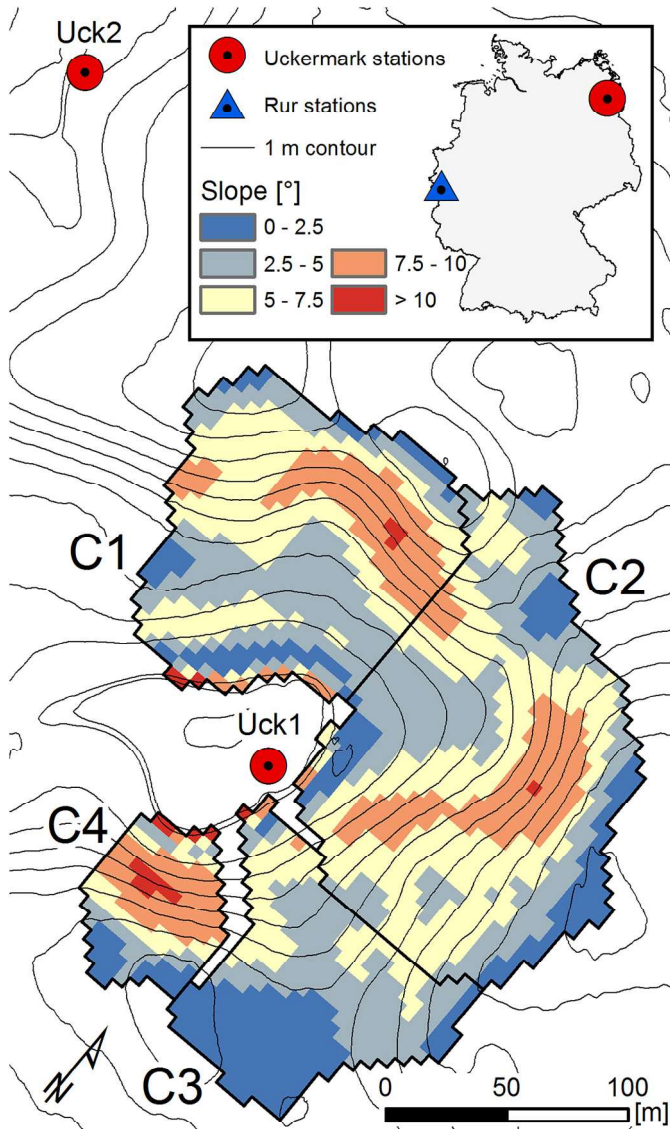 Uck2
Uckermark stations
Rur stations
1 m contour
Slope [°]
0 - 2.5
2.5 - 5
7.5 - 10
5 - 7.5
> 10
C1
C2
Uck1
C4
N
C3
0
50
100
[m]